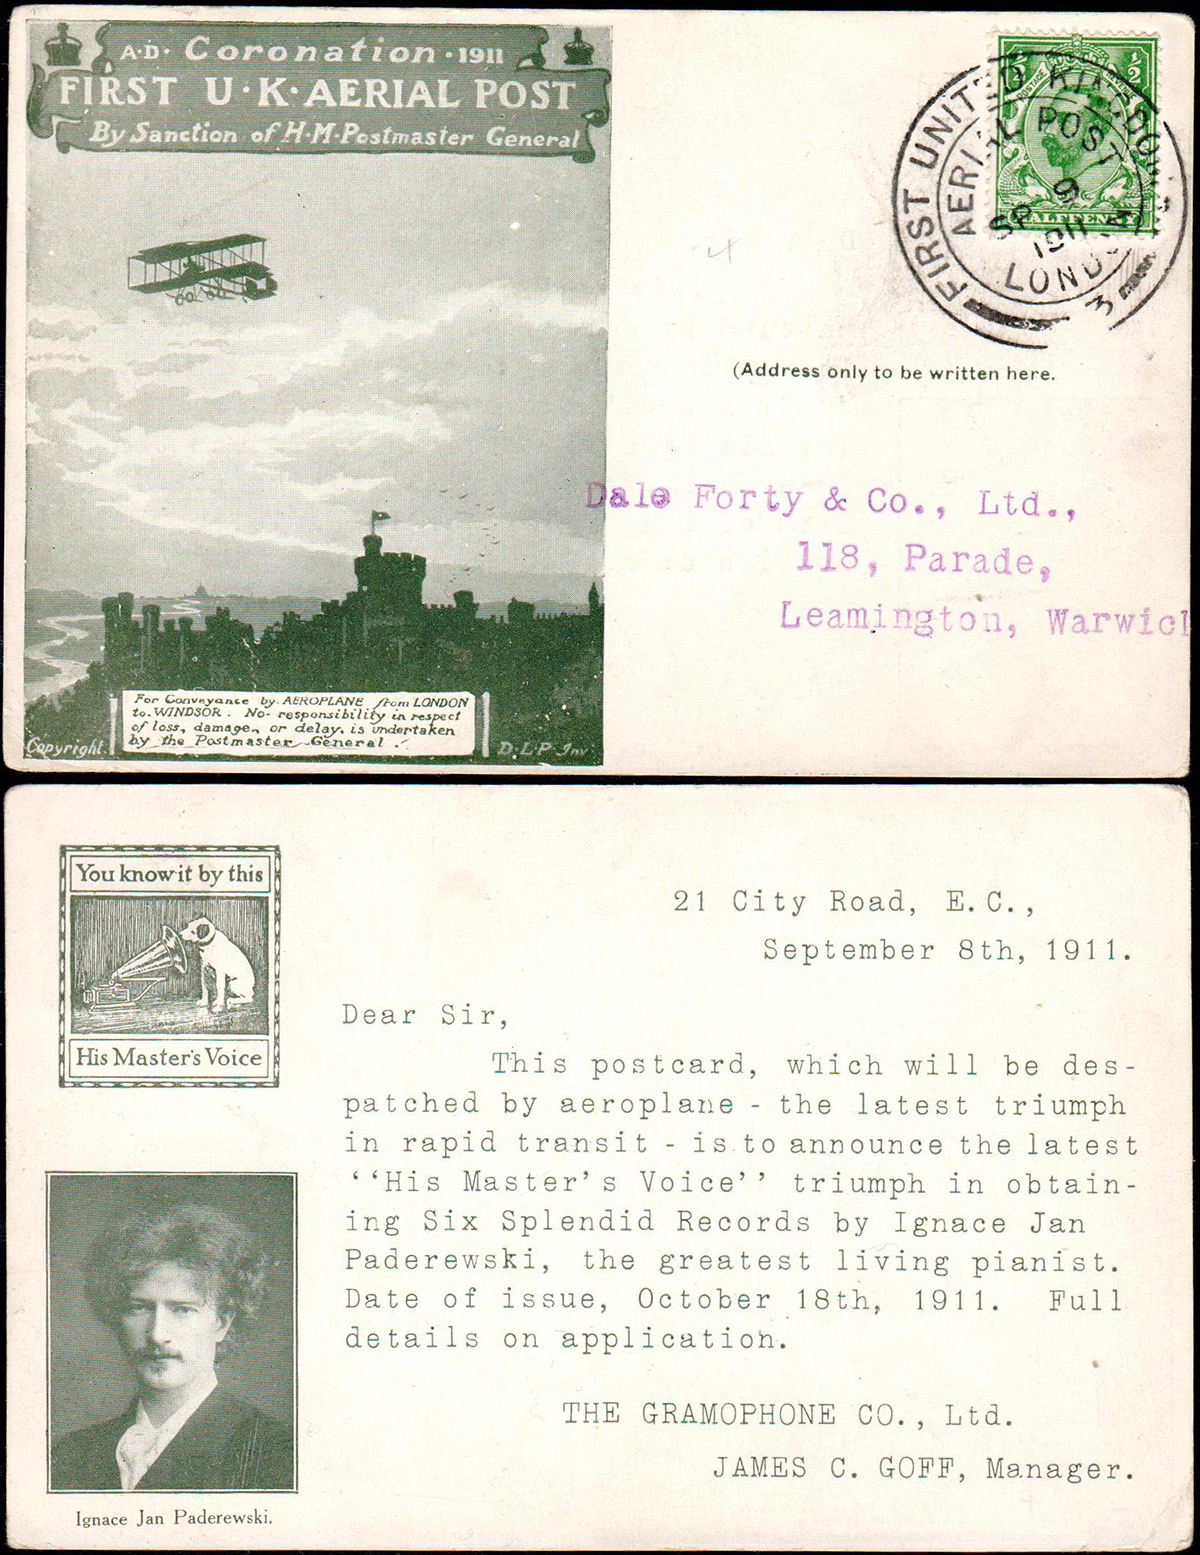 A·D· Coronation · 1911
FIRST U·K·AERIAL POST
By Sanction of H·M·Postmaster General
FIRST UNITED KINGDOM
AERIAL POST
9
SP
1911
LONDON
3
HALFPENNY
(Address only to be written here.
Dale Forty & Co., Ltd.,
118, Parade,
Leamington, Warwick
For Conveyance by AEROPLANE from LONDON
to WINDSOR. No responsibility in respect
of loss, damage, or delay, is undertaken
by the Postmaster General.
Copyright
D·L·P·Inv:
You know it by this
His Master's Voice
21 City Road, E.C.,
September 8th, 1911.
Dear Sir,
This postcard, which will be des-
patched by aeroplane - the latest triumph
in rapid transit - is to announce the latest
‘‘His Master’s Voice’’ triumph in obtain-
ing Six Splendid Records by Ignace Jan
Paderewski, the greatest living pianist.
Date of issue, October 18th, 1911. Full
details on application.
THE GRAMOPHONE CO., Ltd.
JAMES C. GOFF, Manager.
Ignace Jan Paderewski.